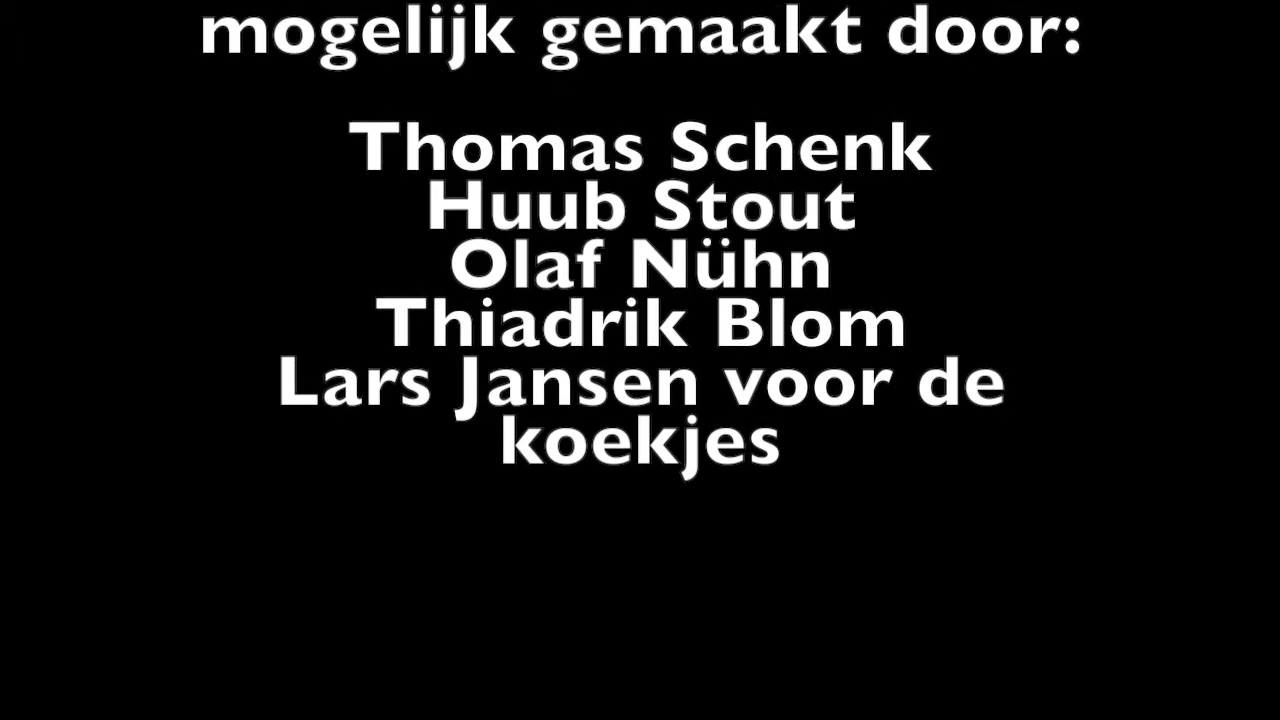 mogelijk gemaakt door:
Thomas Schenk
Huub Stout
Olaf Nühn
Thiadrik Blom
Lars Jansen voor de
koekjes